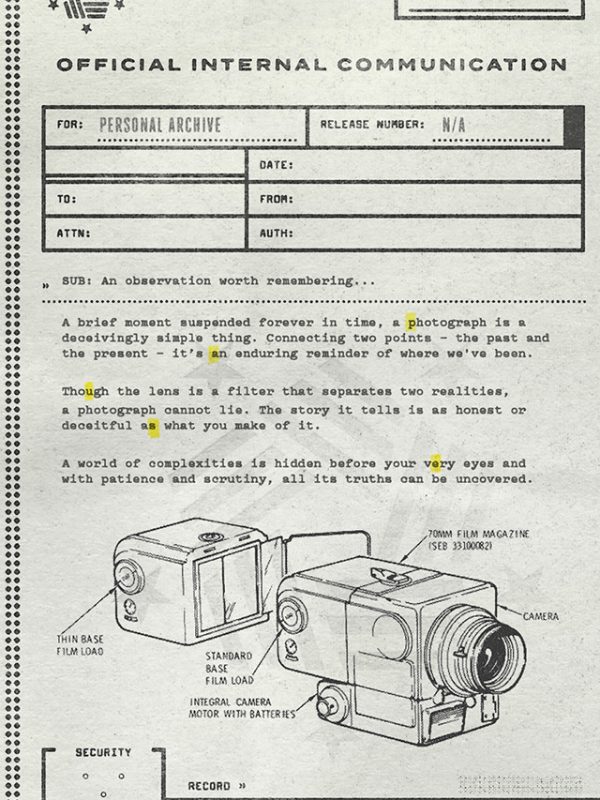 OFFICIAL INTERNAL COMMUNICATION
FOR: PERSONAL ARCHIVE
RELEASE NUMBER: N/A
DATE:
TO:
FROM:
ATTN:
AUTH:
» SUB: An observation worth remembering...
A brief moment suspended forever in time, a photograph is a
deceivingly simple thing. Connecting two points - the past and
the present - it's an enduring reminder of where we've been.
Though the lens is a filter that separates two realities,
a photograph cannot lie. The story it tells is as honest or
deceitful as what you make of it.
A world of complexities is hidden before your very eyes and
with patience and scrutiny, all its truths can be uncovered.
70MM FILM MAGAZINE
(SEB 33100082)
CAMERA
THIN BASE
FILM LOAD
STANDARD
BASE
FILM LOAD
INTEGRAL CAMERA
MOTOR WITH BATTERIES
SECURITY
RECORD »